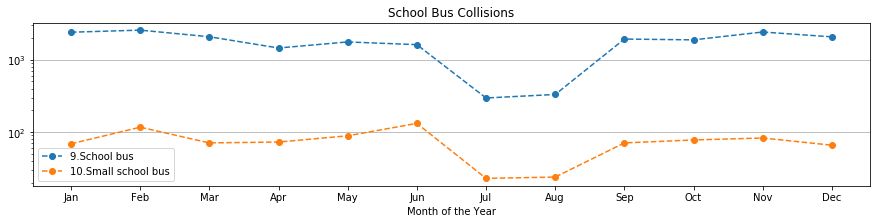 School Bus Collisions
10³
10²
9.School bus
10.Small school bus
Jan Feb Mar Apr May Jun Jul Aug Sep Oct Nov Dec
Month of the Year